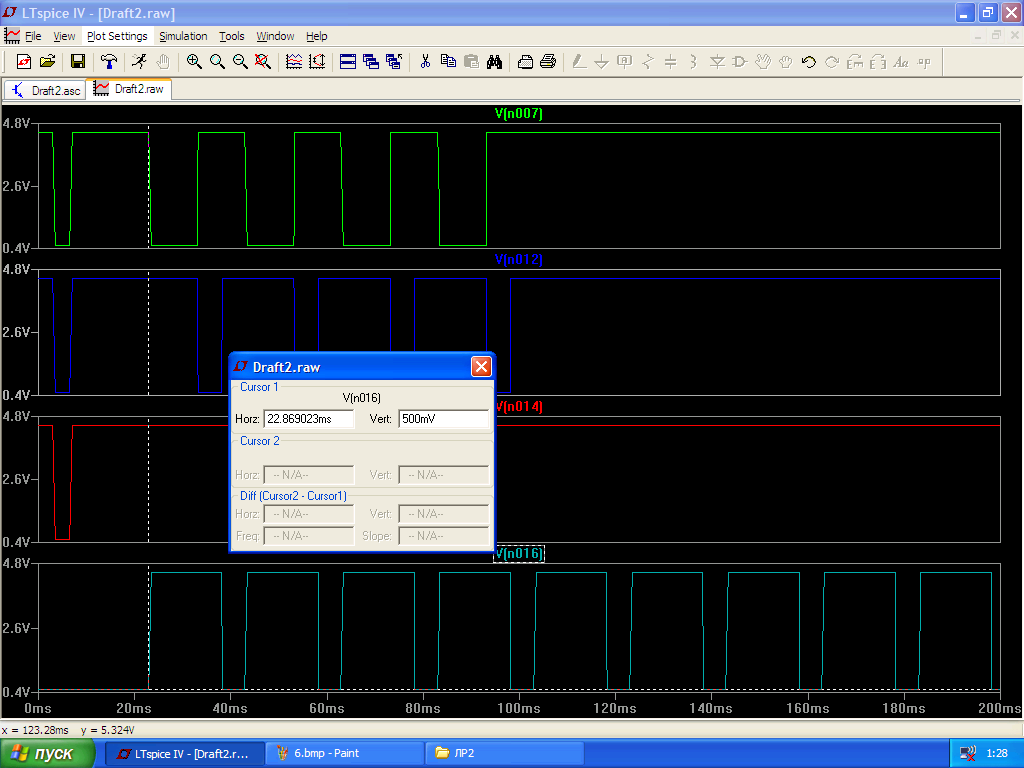 LTspice IV - [Draft2.raw]
File View Plot Settings Simulation Tools Window Help
Draft2.asc Draft2.raw
V(n007)
4.8V
2.6V
0.4V
V(n012)
4.8V
2.6V
0.4V
V(n014)
4.8V
2.6V
0.4V
V(n016)
4.8V
2.6V
0.4V
0ms 20ms 40ms 60ms 80ms 100ms 120ms 140ms 160ms 180ms 200ms
Draft2.raw
Cursor 1
V(n016)
Horz: 22.869023ms Vert: 500mV
Cursor 2
Horz: -- N/A-- Vert: -- N/A--
Diff (Cursor2 - Cursor1)
Horz: -- N/A-- Vert: -- N/A--
Freq: -- N/A-- Slope: -- N/A--
x = 123.28ms y = 5.324V
пуск LTspice IV - [Draft2.r... 6.bmp - Paint ЛР2 1:28